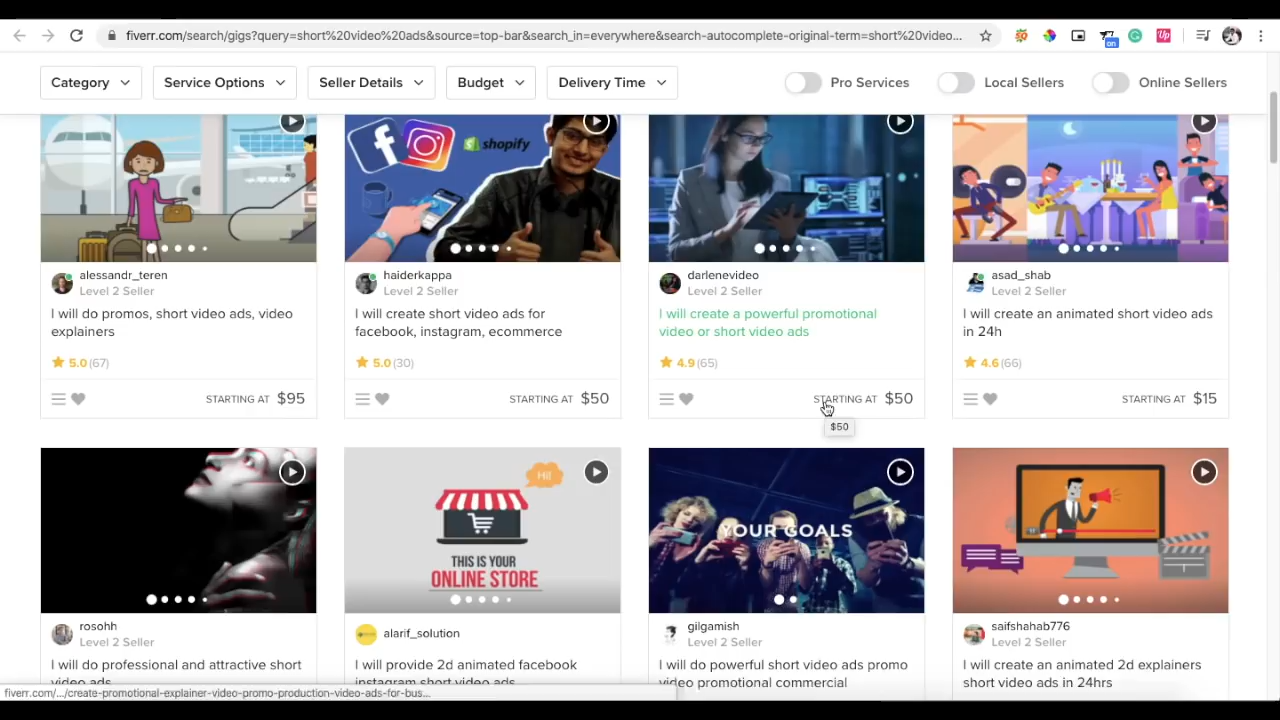 fiverr.com/search/gigs?query=short%20video%20ads&source=top-bar&search_in=everywhere&search-autocomplete-original-term=short%20video...
on
Up
Category
Service Options
Seller Details
Budget
Delivery Time
Pro Services
Local Sellers
Online Sellers
shopify
alessandr_teren
Level 2 Seller
I will do promos, short video ads, video
explainers
5.0 (67)
STARTING AT $95
haiderkappa
Level 2 Seller
I will create short video ads for
facebook, instagram, ecommerce
5.0 (30)
STARTING AT $50
darlenevideo
Level 2 Seller
I will create a powerful promotional
video or short video ads
4.9 (65)
STARTING AT $50
$50
asad_shab
Level 2 Seller
I will create an animated short video ads
in 24h
4.6 (66)
STARTING AT $15
rosohh
Level 2 Seller
I will do professional and attractive short
video ads
Hi!
THIS IS YOUR
ONLINE STORE
alarif_solution
I will provide 2d animated facebook
instagram short video ads
YOUR GOALS
gilgamish
Level 2 Seller
I will do powerful short video ads promo
video promotional commercial
saifshahab776
Level 2 Seller
I will create an animated 2d explainers
short video ads in 24hrs
fiverr.com/.../create-promotional-explainer-video-promo-production-video-ads-for-bus...